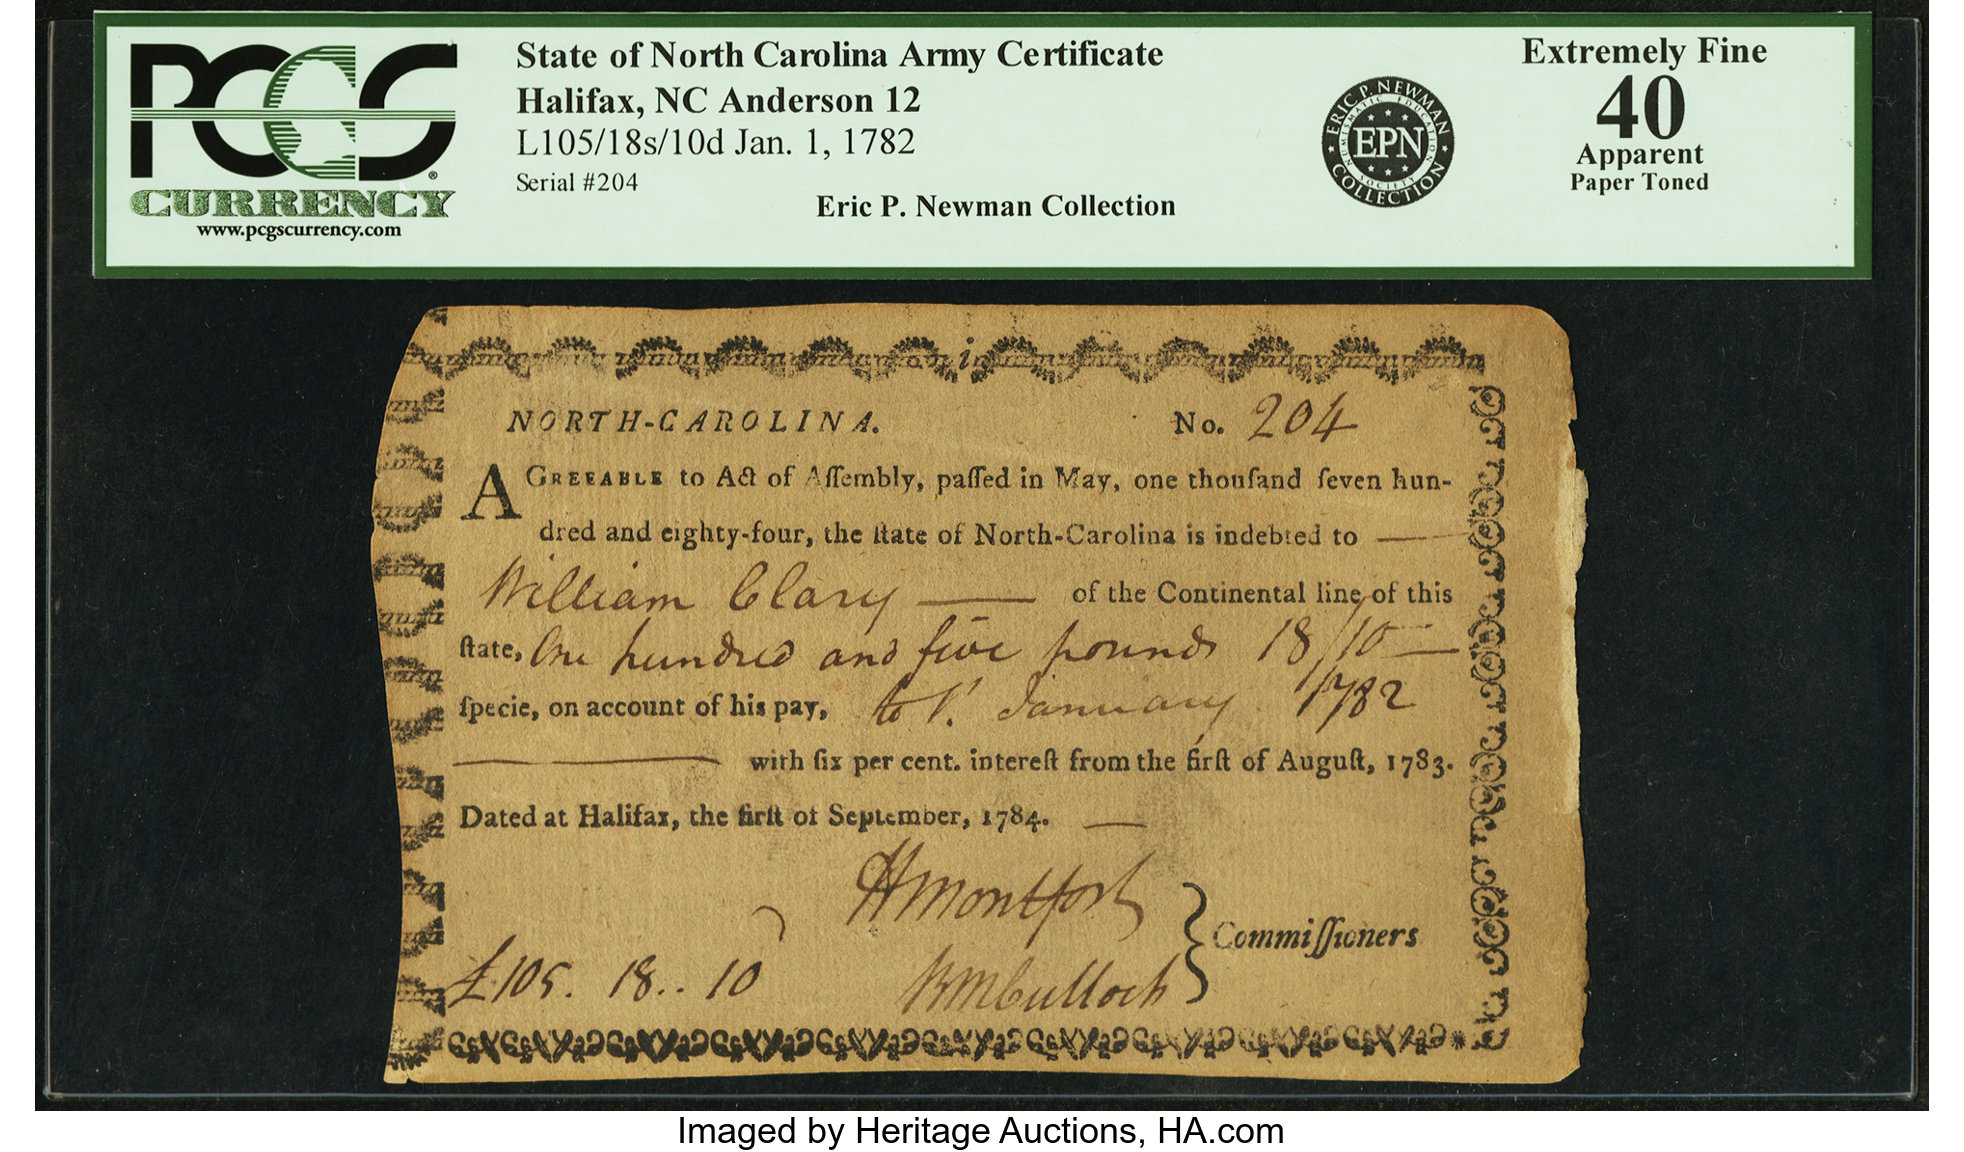 PCGS
CURRENCY
www.pcgscurrency.com
State of North Carolina Army Certificate
Halifax, NC Anderson 12
L105/18s/10d Jan. 1, 1782
Serial #204
Eric P. Newman Collection
ERIC P. NEWMAN
NUMISMATIC EDUCATION
EPN
SOCIETY
COLLECTION
Extremely Fine
40
Apparent
Paper Toned
NORTH-CAROLINA. No. 204
AGREEABLE to Act of Aſſembly, paſſed in May, one thouſand ſeven hun-
dred and eighty-four, the ſtate of North-Carolina is indebted to —
William Clary — of the Continental line of this
ſtate, One hundred and five pounds 18/10 —
ſpecie, on account of his pay, to 1. January 1782
— with ſix per cent. intereſt from the firſt of Auguſt, 1783.
Dated at Halifax, the firſt of September, 1784. —
HMontfort
} Commiſſioners
£105. 18.. 10 BMCulloch
Imaged by Heritage Auctions, HA.com